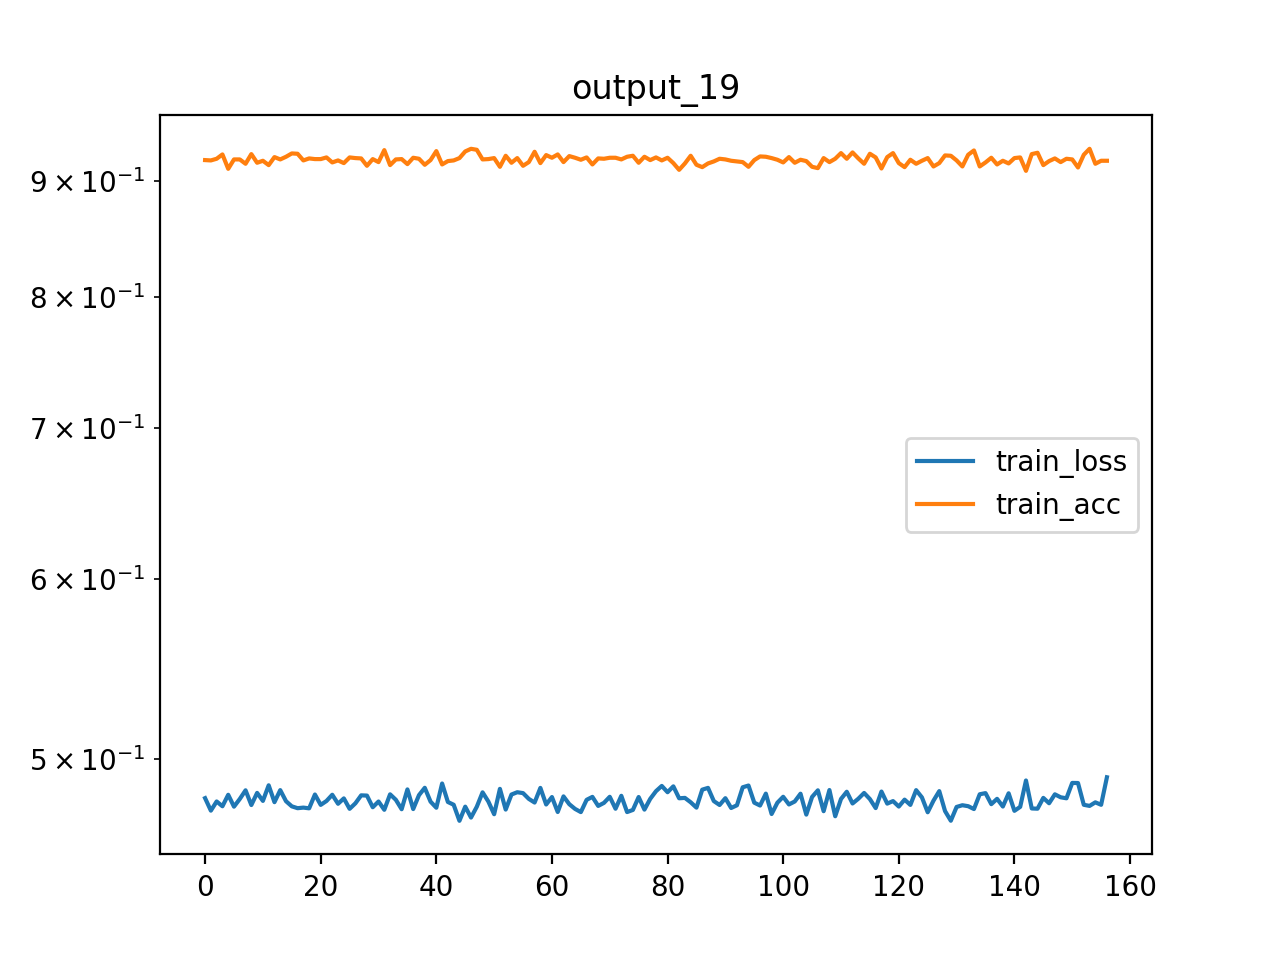 output_19
9 × 10⁻¹
8 × 10⁻¹
7 × 10⁻¹
6 × 10⁻¹
5 × 10⁻¹
train_loss
train_acc
0 20 40 60 80 100 120 140 160